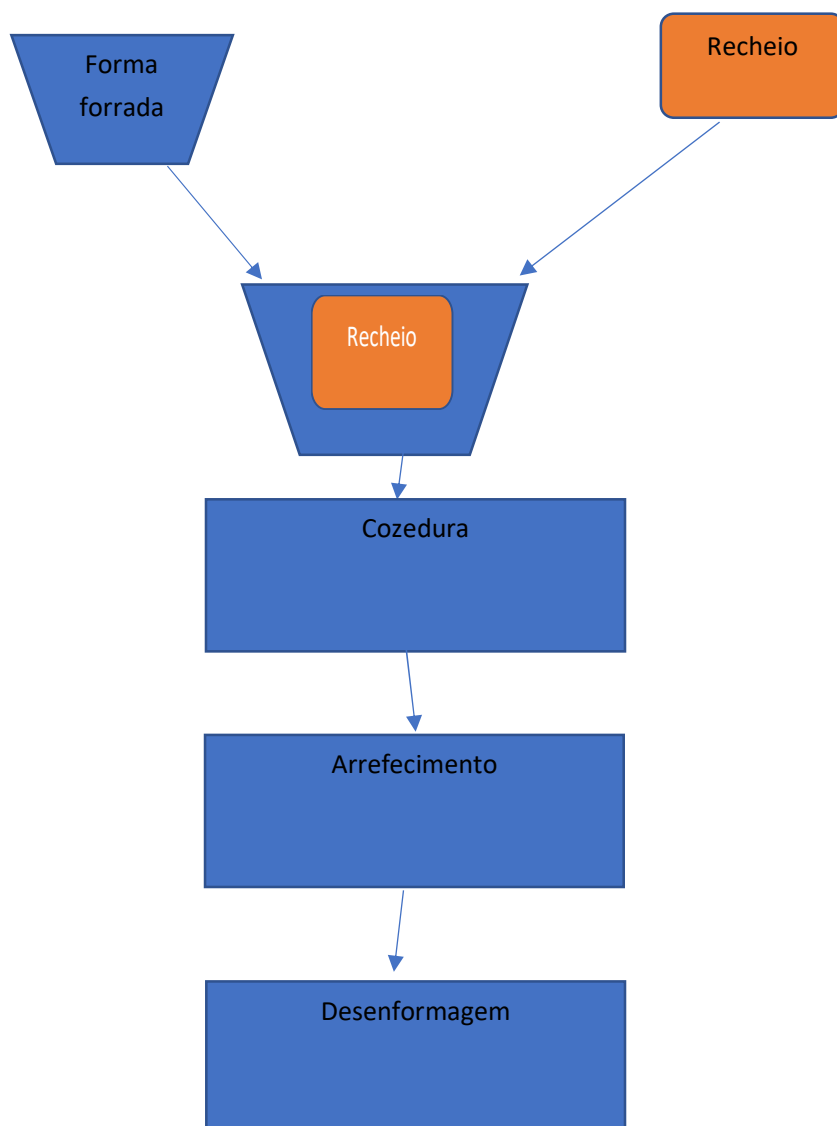 Forma
forrada
Recheio
Recheio
Cozedura
Arrefecimento
Desenformagem